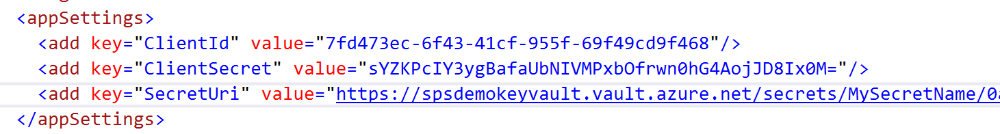 <appSettings>
<add key="ClientId" value="7fd473ec-6f43-41cf-955f-69f49cd9f468"/>
<add key="ClientSecret" value="sYZKPcIY3ygBafaUbNIVMPxbOfrwn0hG4AojJD8Ix0M="/>
<add key="SecretUri" value="https://spsdemokeyvault.vault.azure.net/secrets/MySecretName/0
</appSettings>